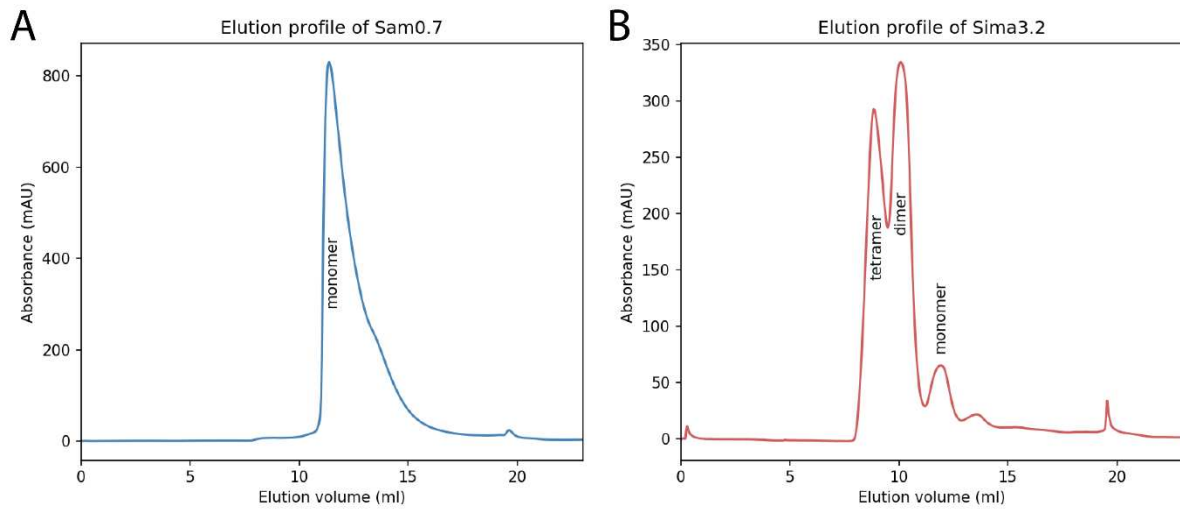 A
Elution profile of Sam0.7
Absorbance (mAU)
800
600
400
200
0
monomer
0
5
10
15
20
Elution volume (ml)
B
Elution profile of Sima3.2
Absorbance (mAU)
350
300
250
200
150
100
50
0
tetramer
dimer
monomer
0
5
10
15
20
Elution volume (ml)